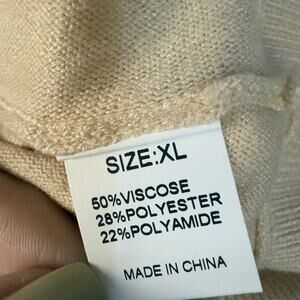 SIZE:XL
50%VISCOSE
28%POLYESTER
22%POLYAMIDE
MADE IN CHINA